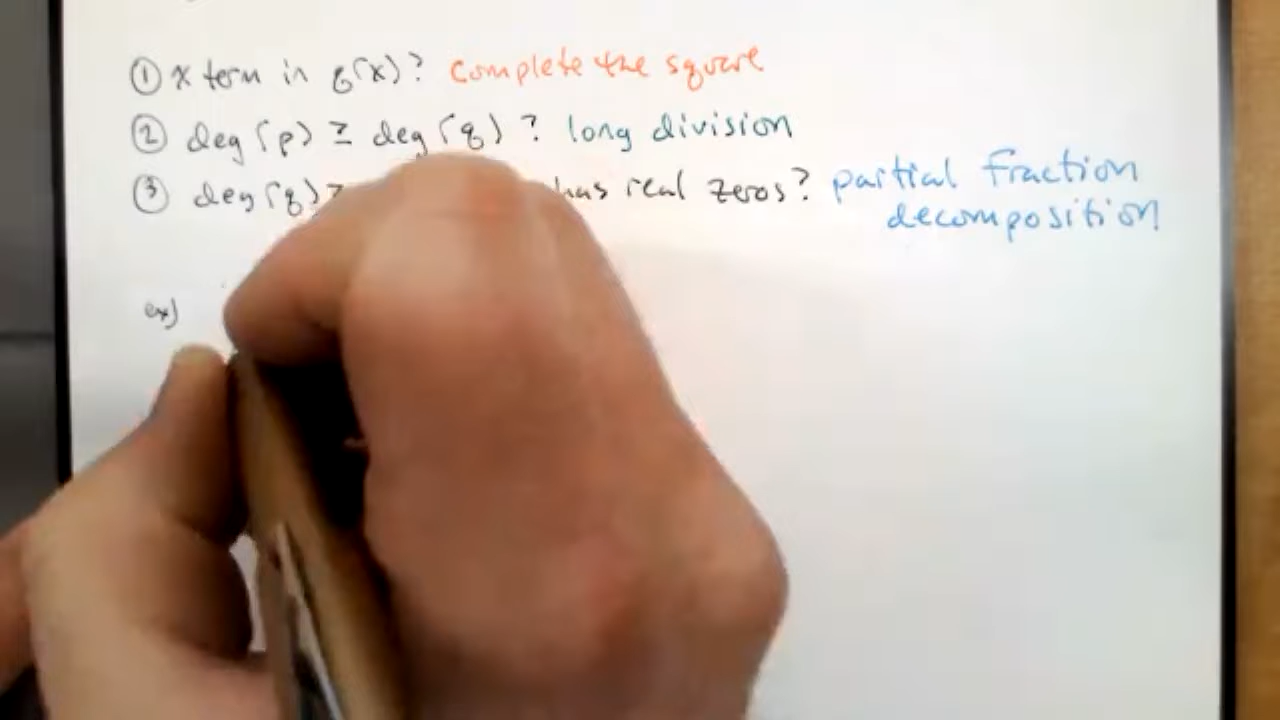 ① x term in q(x)? complete the square
② deg(p) ≥ deg(q)? long division
③ deg(q) ≥ has real zeros? partial fraction
decomposition
ex)